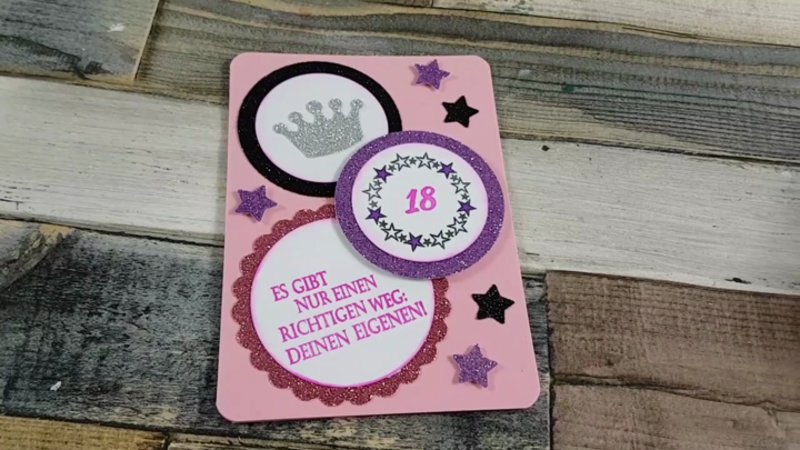 18
ES GIBT
NUR EINEN
RICHTIGEN WEG:
DEINEN EIGENEN!